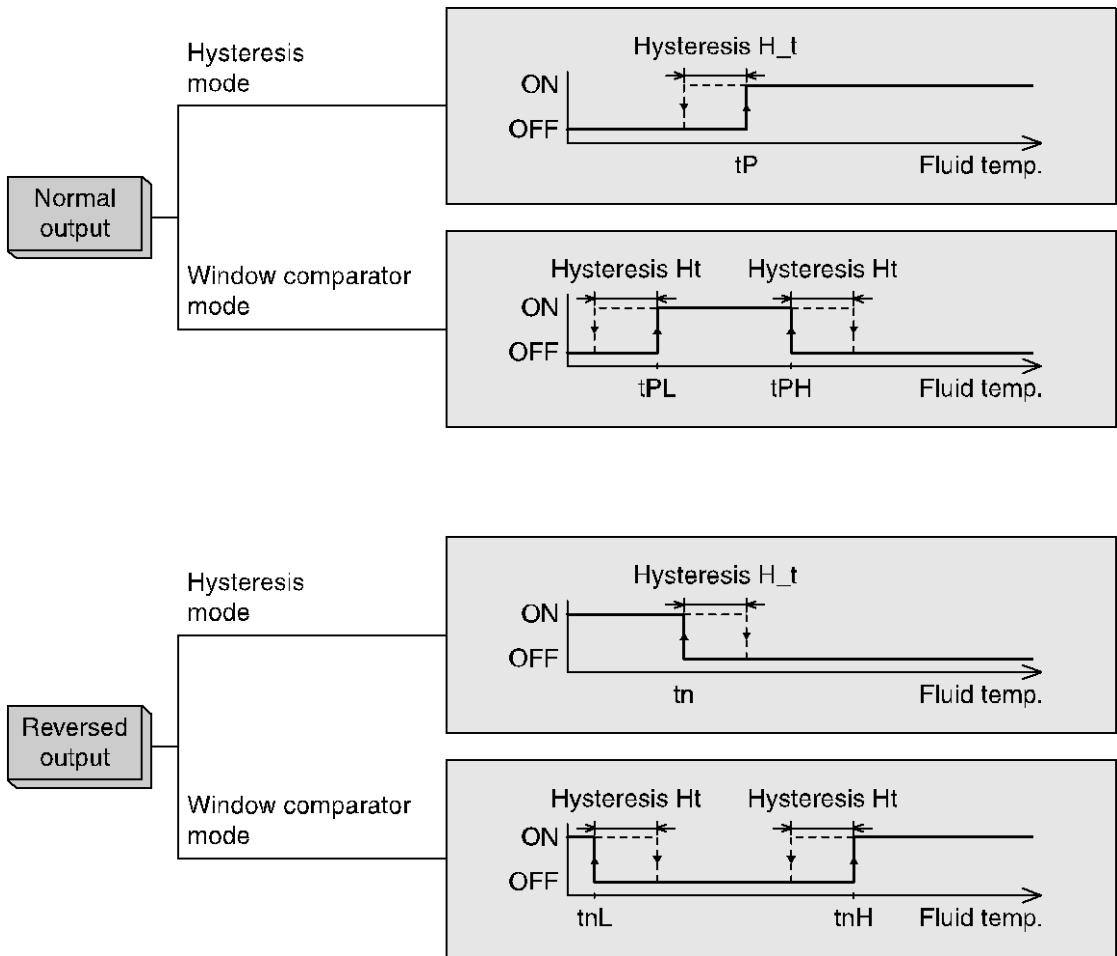 Hysteresis
mode
Hysteresis H_t
ON
OFF
tP
Fluid temp.
Normal
output
Window comparator
mode
Hysteresis Ht
Hysteresis Ht
ON
OFF
tPL
tPH
Fluid temp.
Hysteresis
mode
Hysteresis H_t
ON
OFF
tn
Fluid temp.
Reversed
output
Window comparator
mode
Hysteresis Ht
Hysteresis Ht
ON
OFF
tnL
tnH
Fluid temp.